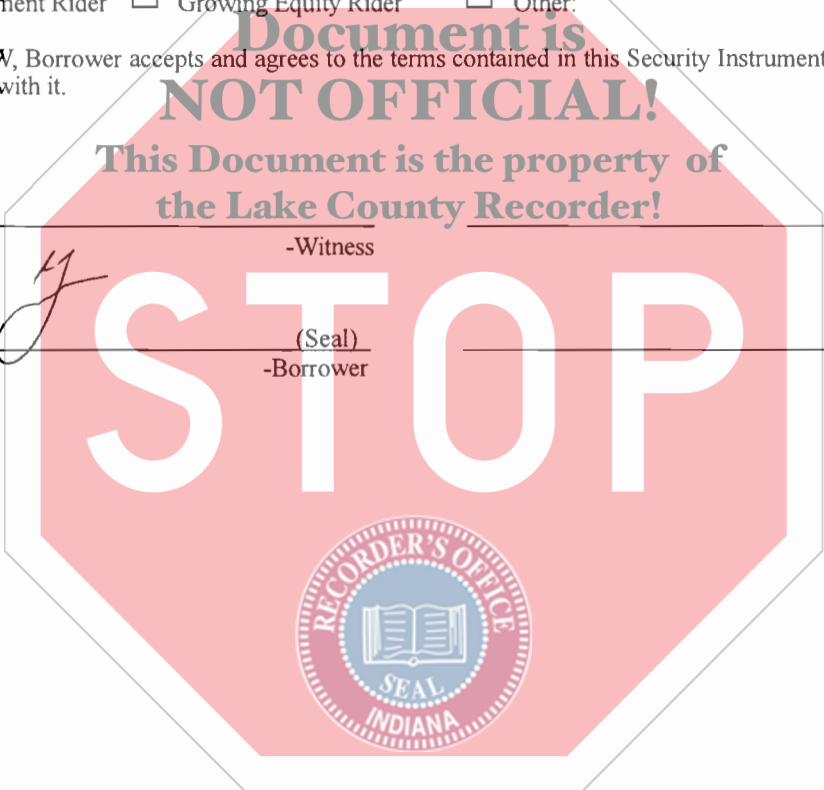 ment Rider ☐ Growing Equity Rider ☐ Other:
Document is
W, Borrower accepts and agrees to the terms contained in this Security Instrument
with it.
NOT OFFICIAL!
This Document is the property of
the Lake County Recorder!
-Witness
STOP
(Seal)
-Borrower
RECORDER'S OFFICE
SEAL
INDIANA